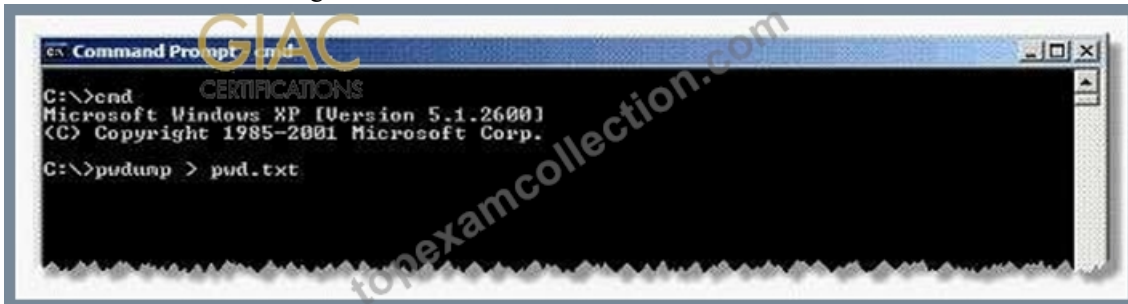 GIAC
CERTIFICATIONS
Command Prompt - cmd
C:\>cmd
Microsoft Windows XP [Version 5.1.2600]
(C) Copyright 1985-2001 Microsoft Corp.
C:\>pwdump > pwd.txt
topexamcollection.com